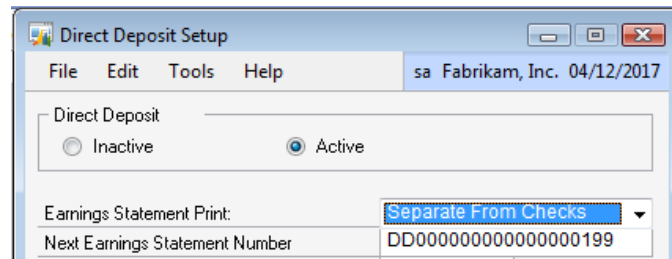 Direct Deposit Setup
File Edit Tools Help sa Fabrikam, Inc. 04/12/2017
Direct Deposit
Inactive Active
Earnings Statement Print: Separate From Checks
Next Earnings Statement Number DD000000000000000199